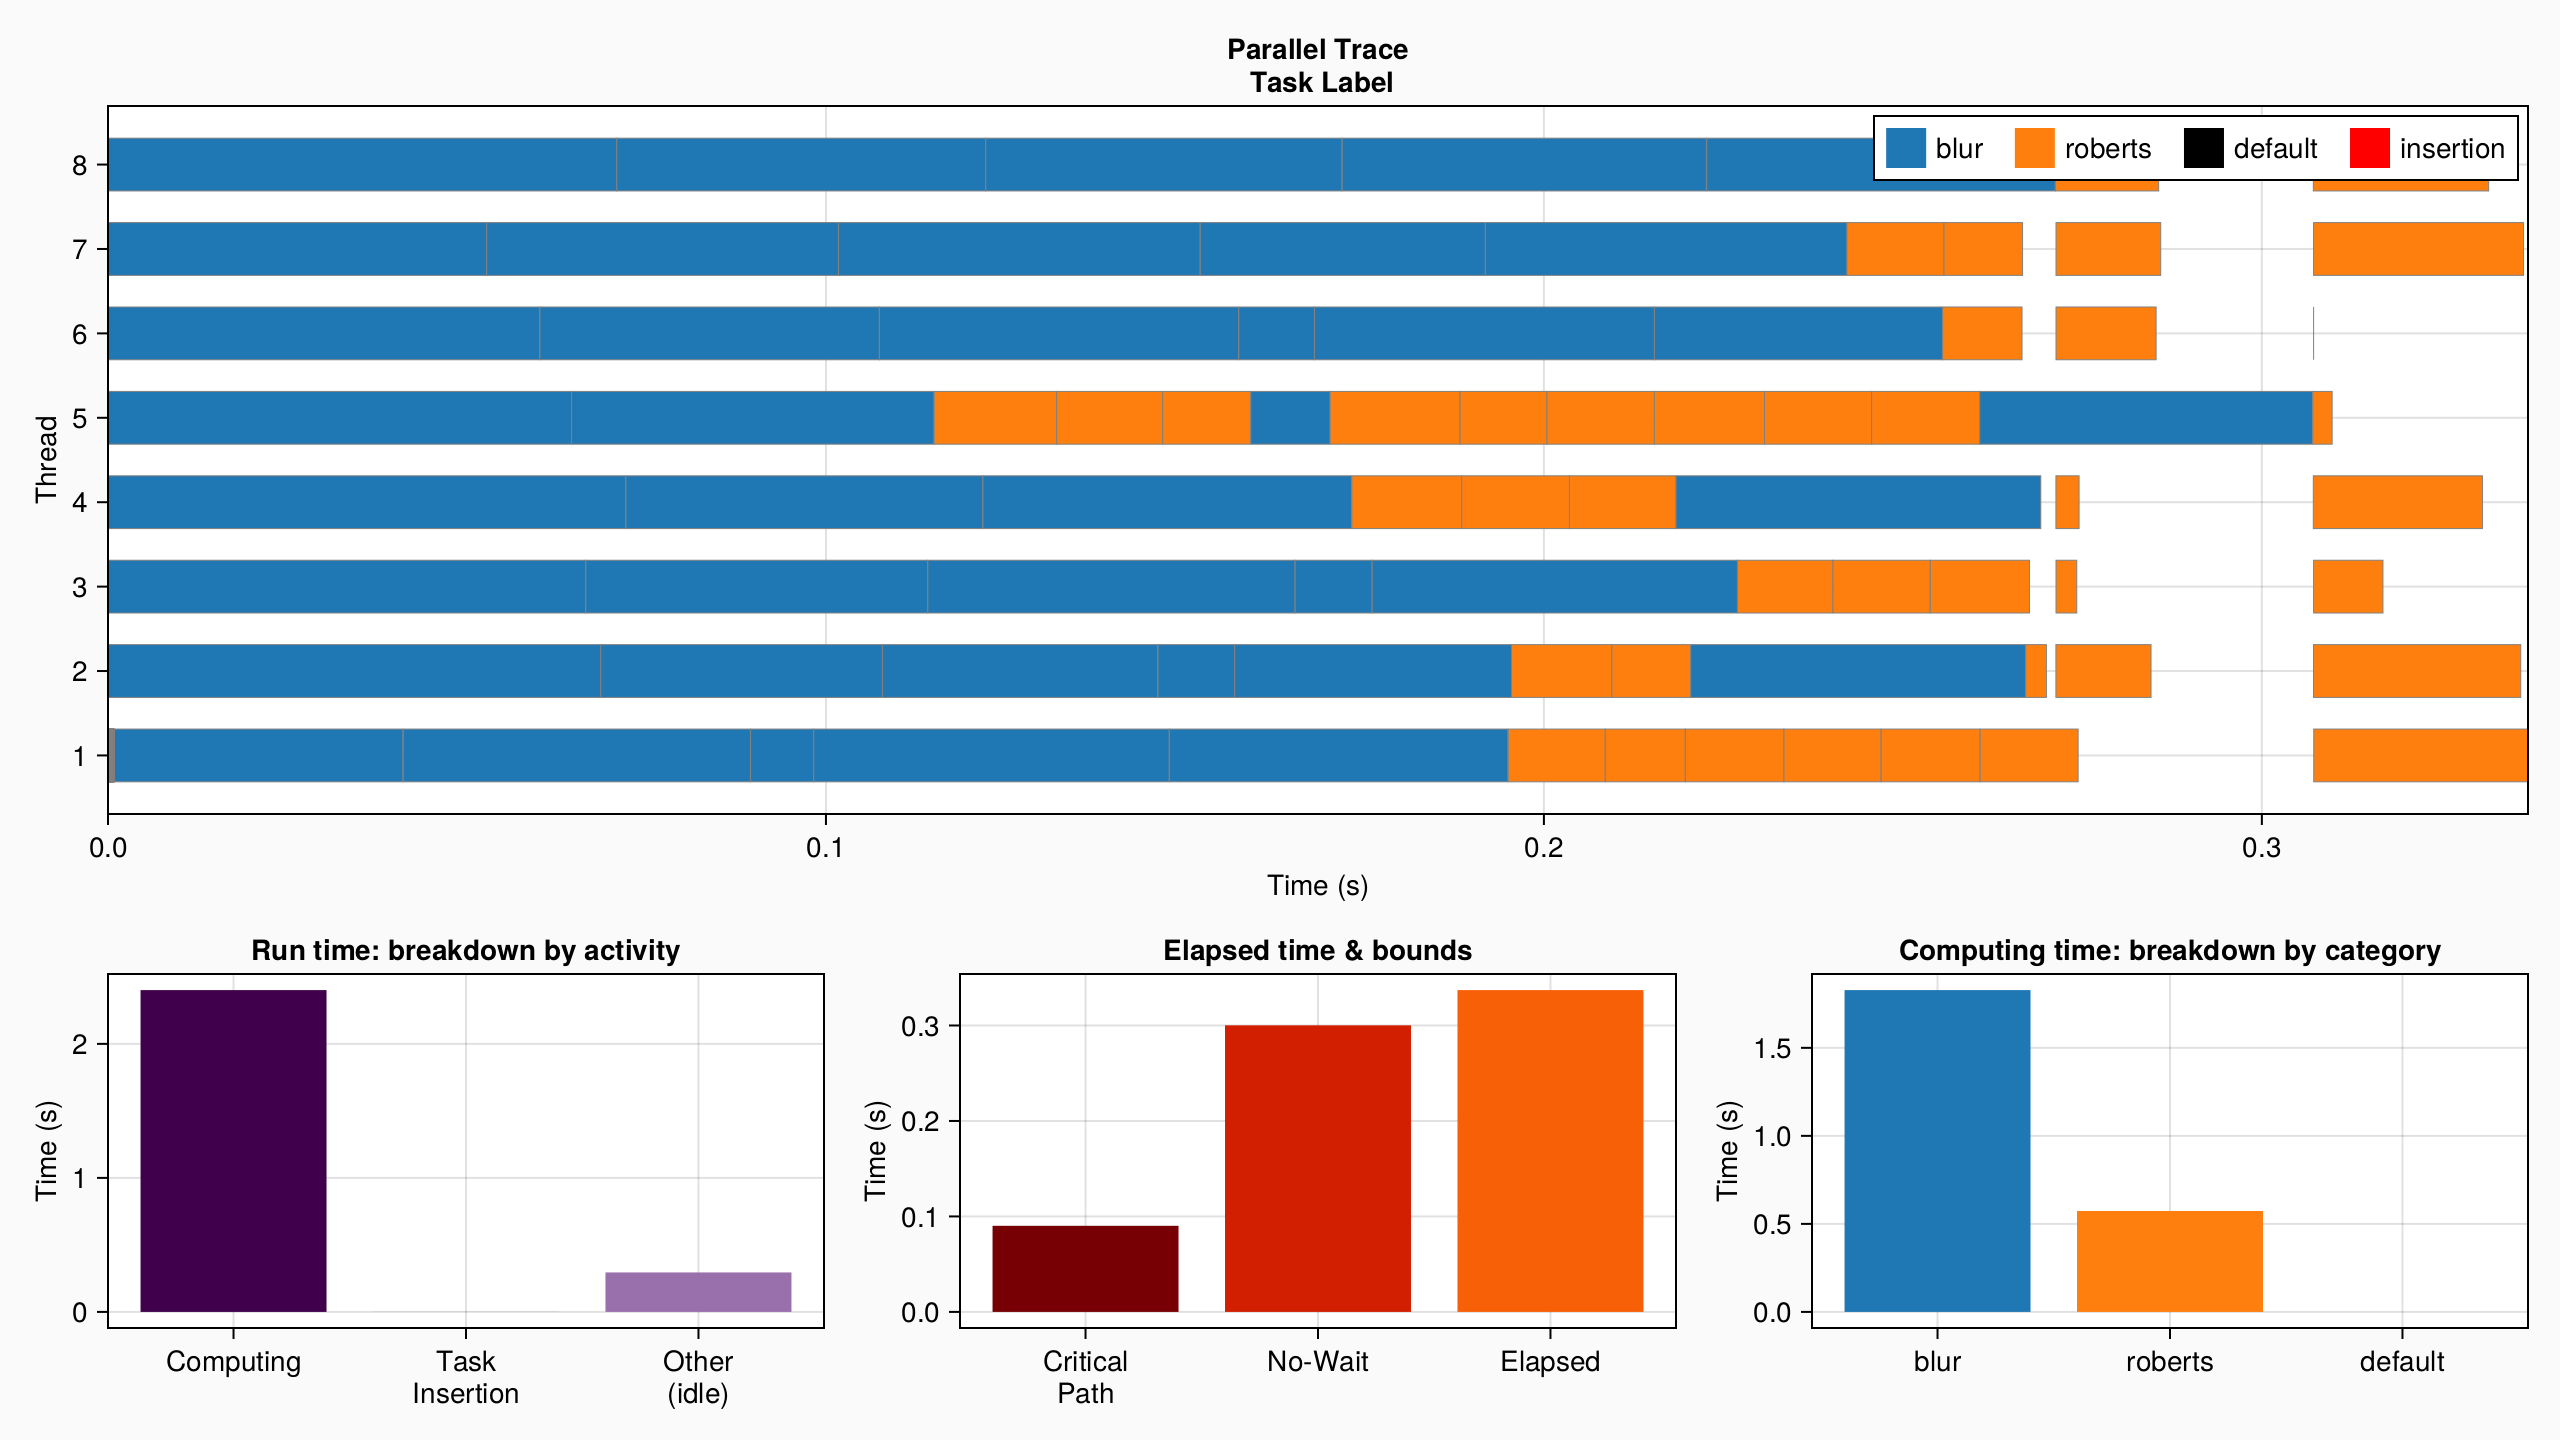 Parallel Trace
Task Label
blur roberts default insertion
8
7
6
5
4
3
2
1
Thread
0.0 0.1 0.2 0.3
Time (s)
Run time: breakdown by activity
2
1
0
Time (s)
Computing Task Insertion Other (idle)
Elapsed time & bounds
0.3
0.2
0.1
0.0
Time (s)
Critical Path No-Wait Elapsed
Computing time: breakdown by category
1.5
1.0
0.5
0.0
Time (s)
blur roberts default